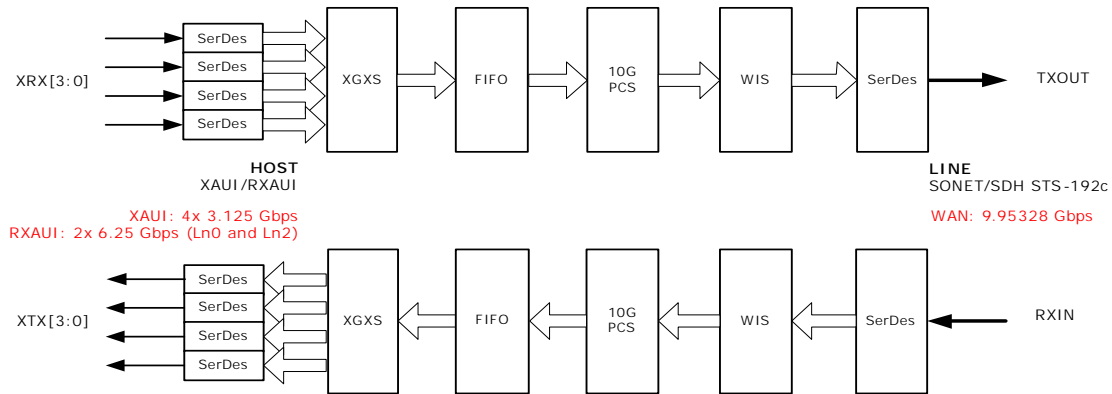 SerDes
SerDes
SerDes
SerDes
XRX[3:0]
XGXS
FIFO
10G
PCS
WIS
SerDes
TXOUT
HOST
XAUI/RXAUI
XAUI: 4x 3.125 Gbps
RXAUI: 2x 6.25 Gbps (Ln0 and Ln2)
LINE
SONET/SDH STS-192c
WAN: 9.95328 Gbps
SerDes
SerDes
SerDes
SerDes
XTX[3:0]
XGXS
FIFO
10G
PCS
WIS
SerDes
RXIN